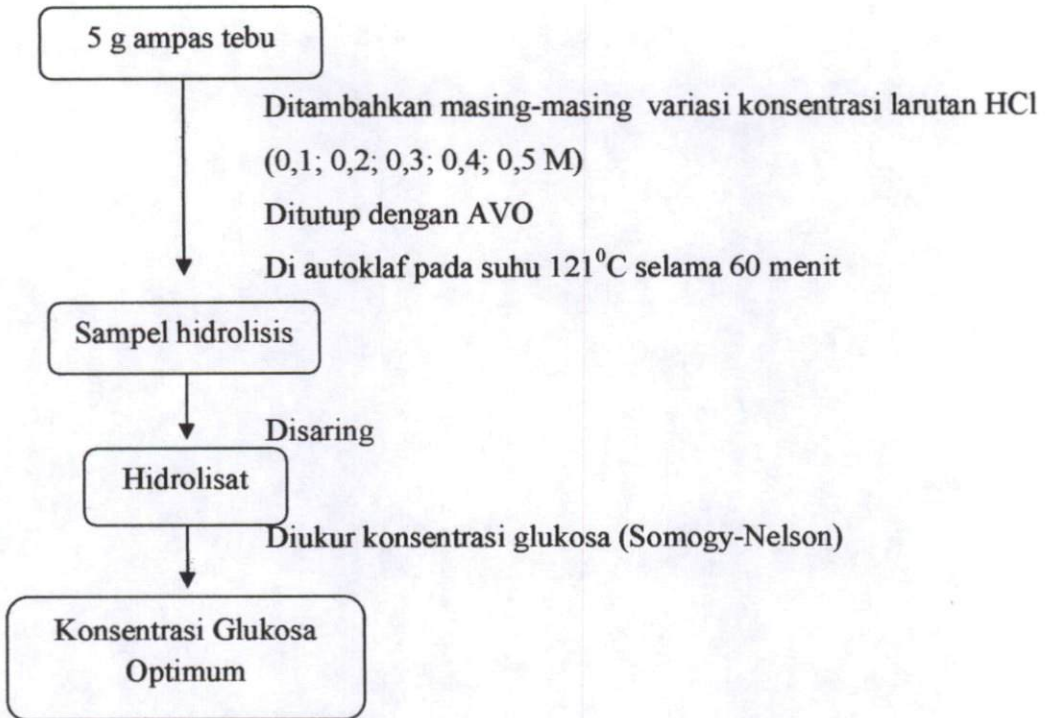 5 g ampas tebu
Ditambahkan masing-masing variasi konsentrasi larutan HCl
(0,1; 0,2; 0,3; 0,4; 0,5 M)
Ditutup dengan AVO
Di autoklaf pada suhu 121⁰C selama 60 menit
Sampel hidrolisis
Disaring
Hidrolisat
Diukur konsentrasi glukosa (Somogy-Nelson)
Konsentrasi Glukosa
Optimum